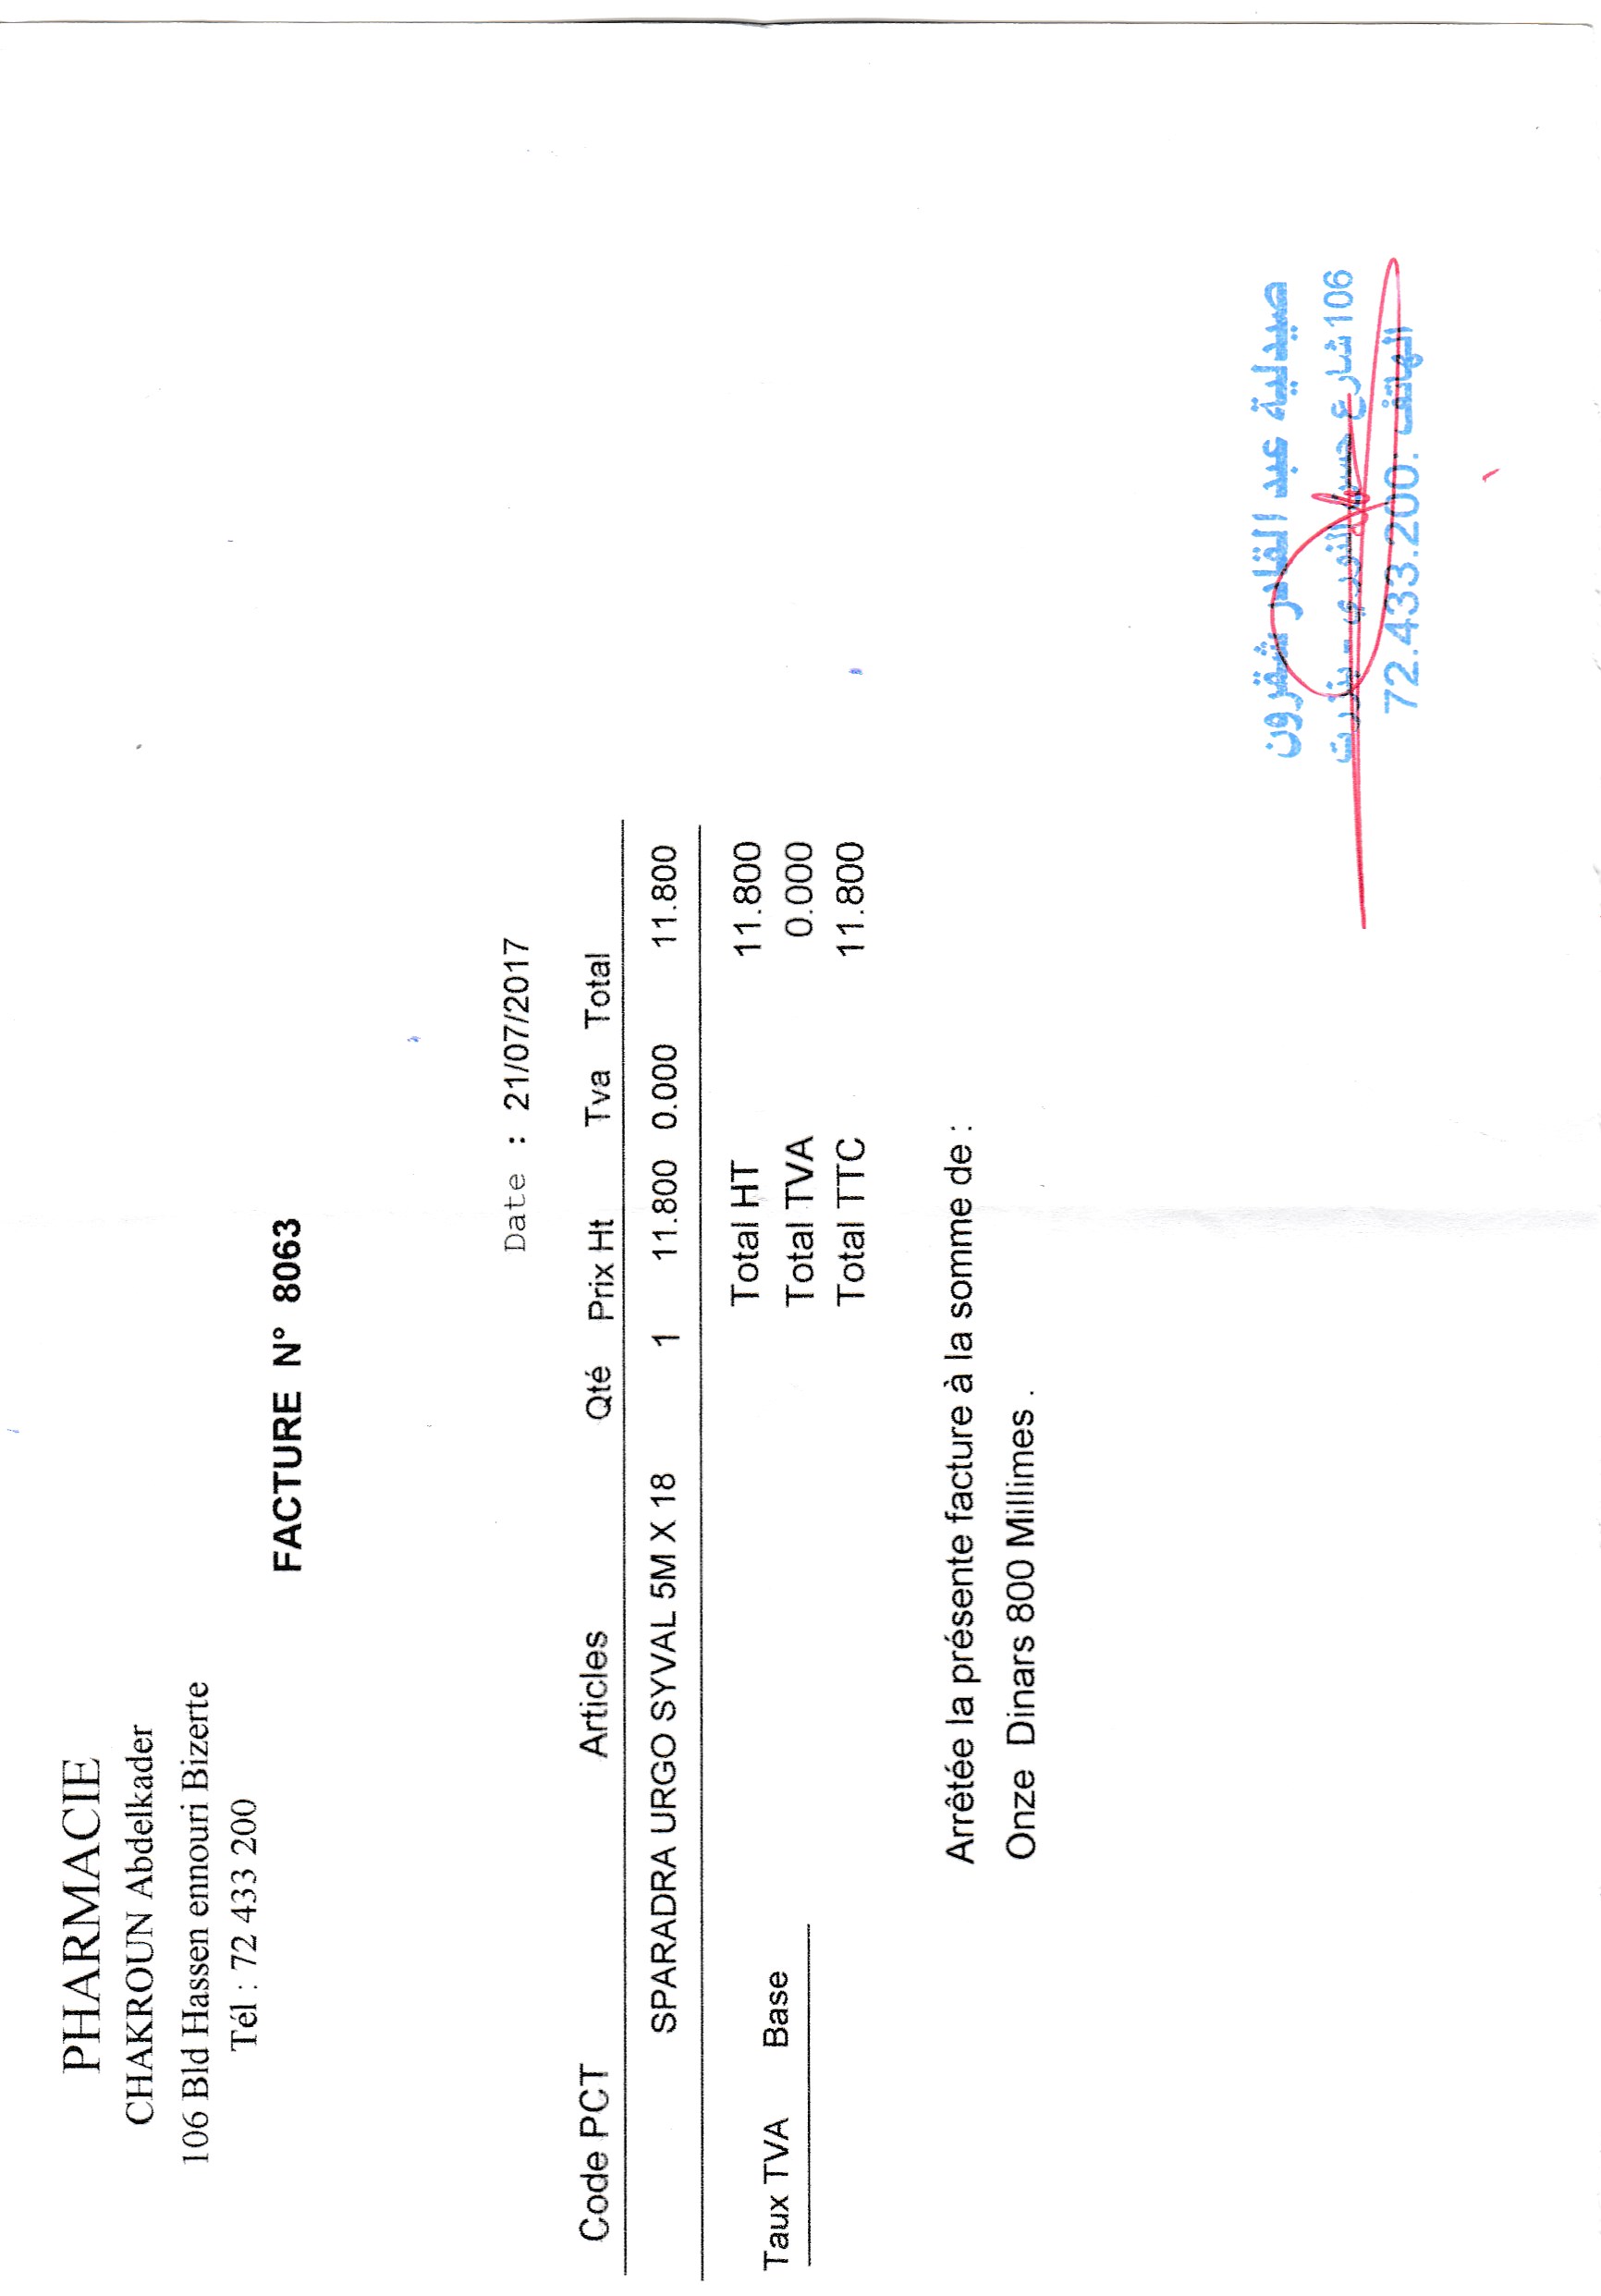 PHARMACIE
CHAKROUN Abdelkader
106 Bld Hassen ennouri Bizerte
Tél : 72 433 200
FACTURE N° 8063
Date : 21/07/2017
Code PCT Articles Qté Prix Ht Tva Total
SPARADRA URGO SYVAL 5M X 18 1 11.800 0.000 11.800
Total HT 11.800
Taux TVA Base Total TVA 0.000
Total TTC 11.800
Arrêtée la présente facture à la somme de :
Onze Dinars 800 Millimes .
صيدلية عبد القادر شقرون
106 شارع حسن النوري - بنزرت
الهاتف : 72.433.200